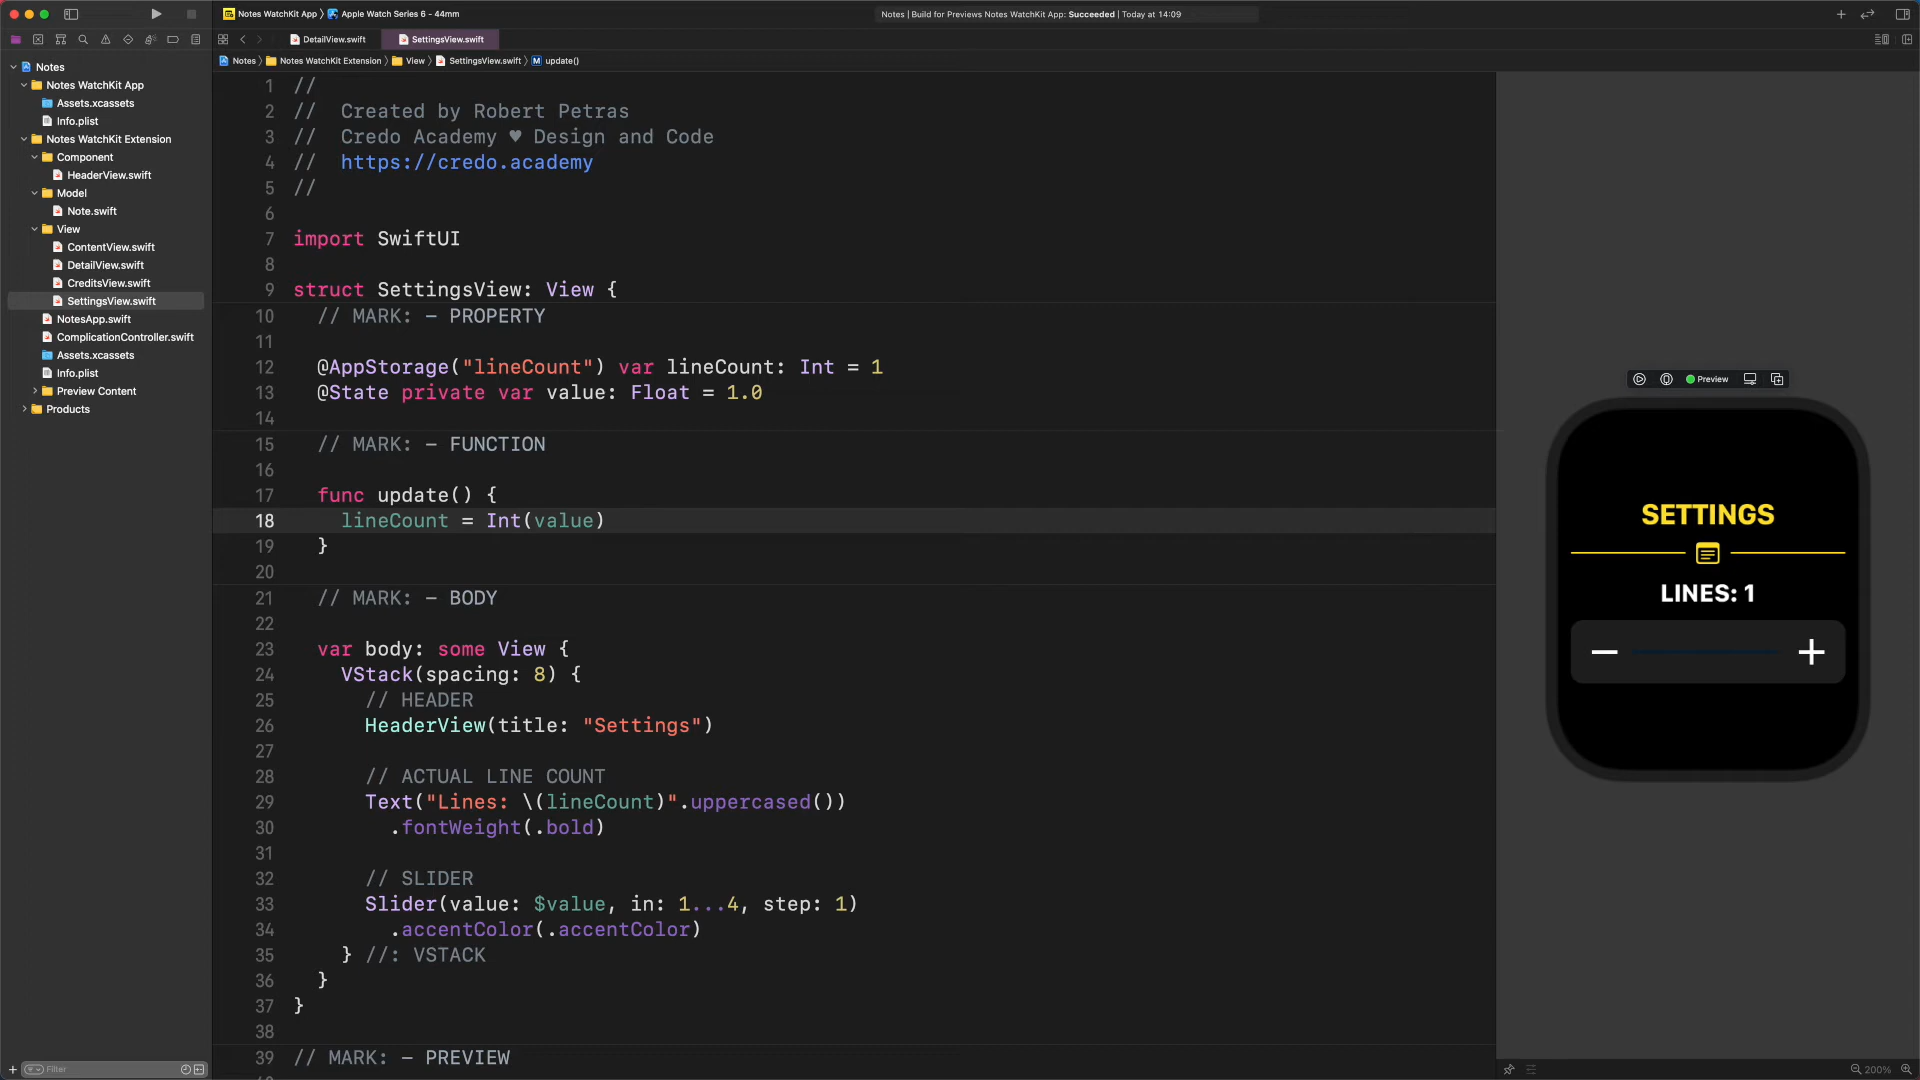 Notes WatchKit App 〉 Apple Watch Series 6 - 44mm
Notes | Build for Previews Notes WatchKit App: Succeeded | Today at 14:09
DetailView.swift
SettingsView.swift
Notes 〉 Notes WatchKit Extension 〉 View 〉 SettingsView.swift 〉 M update()
Notes
Notes WatchKit App
Assets.xcassets
Info.plist
Notes WatchKit Extension
Component
HeaderView.swift
Model
Note.swift
View
ContentView.swift
DetailView.swift
CreditsView.swift
SettingsView.swift
NotesApp.swift
ComplicationController.swift
Assets.xcassets
Info.plist
Preview Content
Products
Filter
1 //
2 //  Created by Robert Petras
3 //  Credo Academy ♥ Design and Code
4 //  https://credo.academy
5 //
6
7 import SwiftUI
8
9 struct SettingsView: View {
10   // MARK: - PROPERTY
11
12   @AppStorage("lineCount") var lineCount: Int = 1
13   @State private var value: Float = 1.0
14
15   // MARK: - FUNCTION
16
17   func update() {
18     lineCount = Int(value)
19   }
20
21   // MARK: - BODY
22
23   var body: some View {
24     VStack(spacing: 8) {
25       // HEADER
26       HeaderView(title: "Settings")
27
28       // ACTUAL LINE COUNT
29       Text("Lines: \(lineCount)".uppercased())
30         .fontWeight(.bold)
31
32       // SLIDER
33       Slider(value: $value, in: 1...4, step: 1)
34         .accentColor(.accentColor)
35     } //: VSTACK
36   }
37 }
38
39 // MARK: - PREVIEW
Preview
SETTINGS
LINES: 1
− +
200%